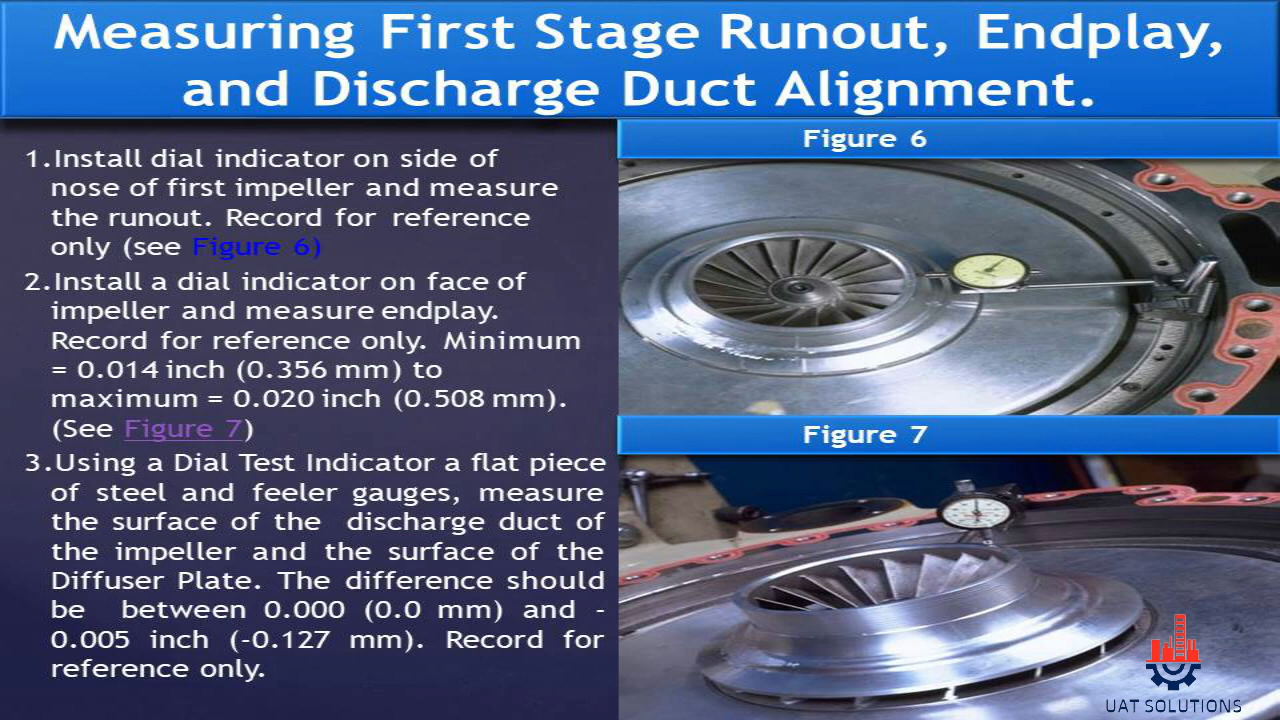 Measuring First Stage Runout, Endplay,
and Discharge Duct Alignment.
1.Install dial indicator on side of
nose of first impeller and measure
the runout. Record for reference
only (see Figure 6)
2.Install a dial indicator on face of
impeller and measure endplay.
Record for reference only. Minimum
= 0.014 inch (0.356 mm) to
maximum = 0.020 inch (0.508 mm).
(See Figure 7)
3.Using a Dial Test Indicator a flat piece
of steel and feeler gauges, measure
the surface of the discharge duct of
the impeller and the surface of the
Diffuser Plate. The difference should
be between 0.000 (0.0 mm) and -
0.005 inch (-0.127 mm). Record for
reference only.
Figure 6
Figure 7
UAT SOLUTIONS